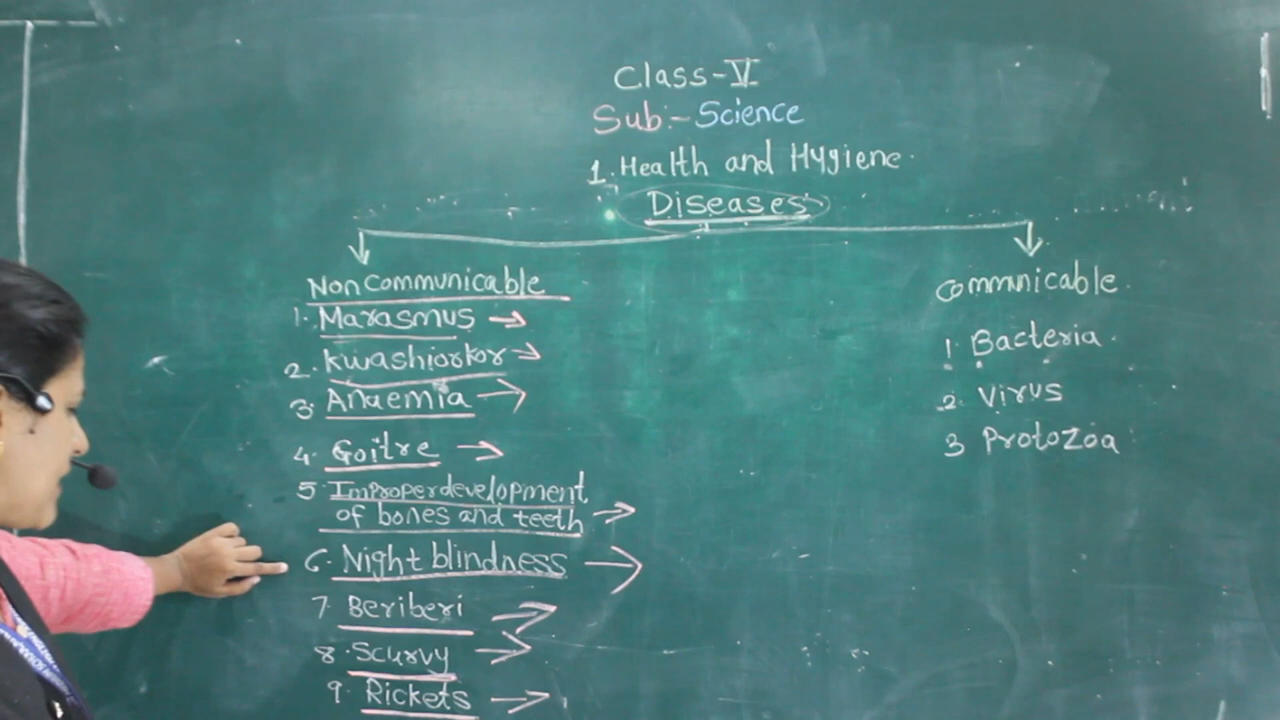 Class-VI
Sub:- Science
1. Health and Hygiene.
Diseases
Non Communicable
1. Marasmus →
2. Kwashiorkor →
3. Anaemia →
4. Goitre →
5. Improper development
of bones and teeth →
6. Night blindness →
7. Beriberi →
8. Scurvy →
9. Rickets →
Communicable.
1. Bacteria.
2. Virus
3 Protozoa